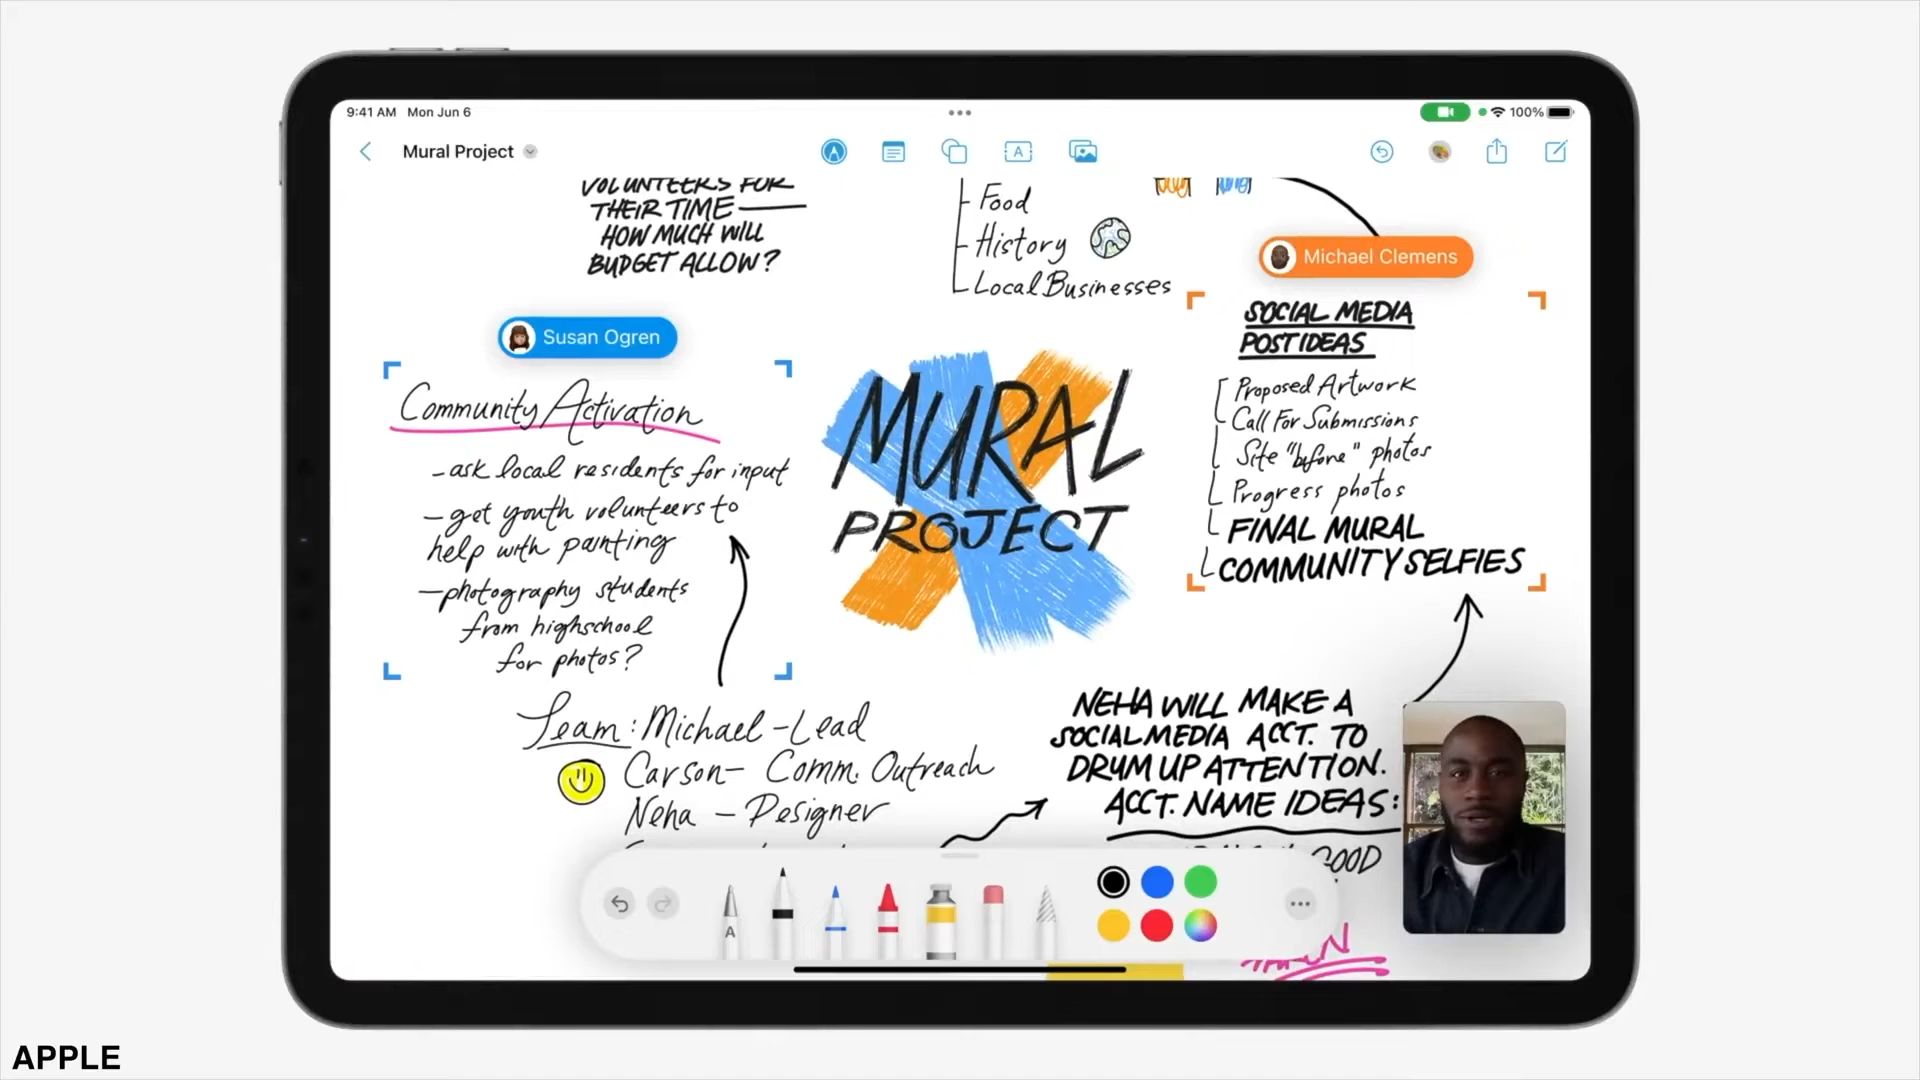 9:41 AM Mon Jun 6
100%
Mural Project
A
VOLUNTEERS FOR
THEIR TIME
HOW MUCH WILL
BUDGET ALLOW?
Food
History
Local Businesses
Michael Clemens
Susan Ogren
SOCIAL MEDIA
POST IDEAS
Proposed Artwork
Call For Submissions
Site "before" photos
Progress photos
FINAL MURAL
COMMUNITY SELFIES
Community Activation
- ask local residents for input
- get youth volunteers to
help with painting
- photography students
from highschool
for photos?
MURAL
PROJECT
Team: Michael - Lead
Carson - Comm. Outreach
Neha - Designer
NEHA WILL MAKE A
SOCIAL MEDIA ACCT. TO
DRUM UP ATTENTION.
ACCT. NAME IDEAS:
GOOD
A
APPLE